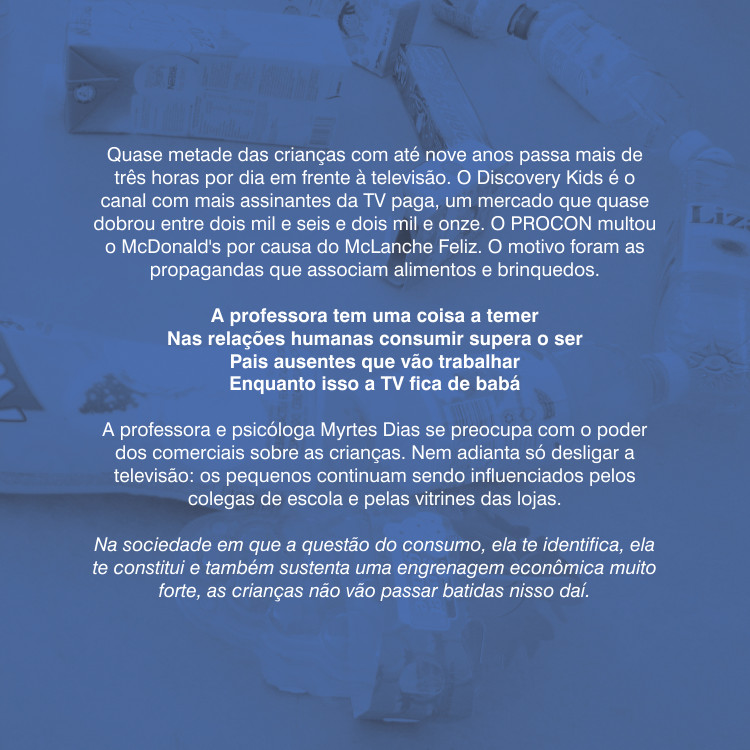 Quase metade das crianças com até nove anos passa mais de
três horas por dia em frente à televisão. O Discovery Kids é o
canal com mais assinantes da TV paga, um mercado que quase
dobrou entre dois mil e seis e dois mil e onze. O PROCON multou
o McDonald's por causa do McLanche Feliz. O motivo foram as
propagandas que associam alimentos e brinquedos.
A professora tem uma coisa a temer
Nas relações humanas consumir supera o ser
Pais ausentes que vão trabalhar
Enquanto isso a TV fica de babá
A professora e psicóloga Myrtes Dias se preocupa com o poder
dos comerciais sobre as crianças. Nem adianta só desligar a
televisão: os pequenos continuam sendo influenciados pelos
colegas de escola e pelas vitrines das lojas.
Na sociedade em que a questão do consumo, ela te identifica, ela
te constitui e também sustenta uma engrenagem econômica muito
forte, as crianças não vão passar batidas nisso daí.
Liza